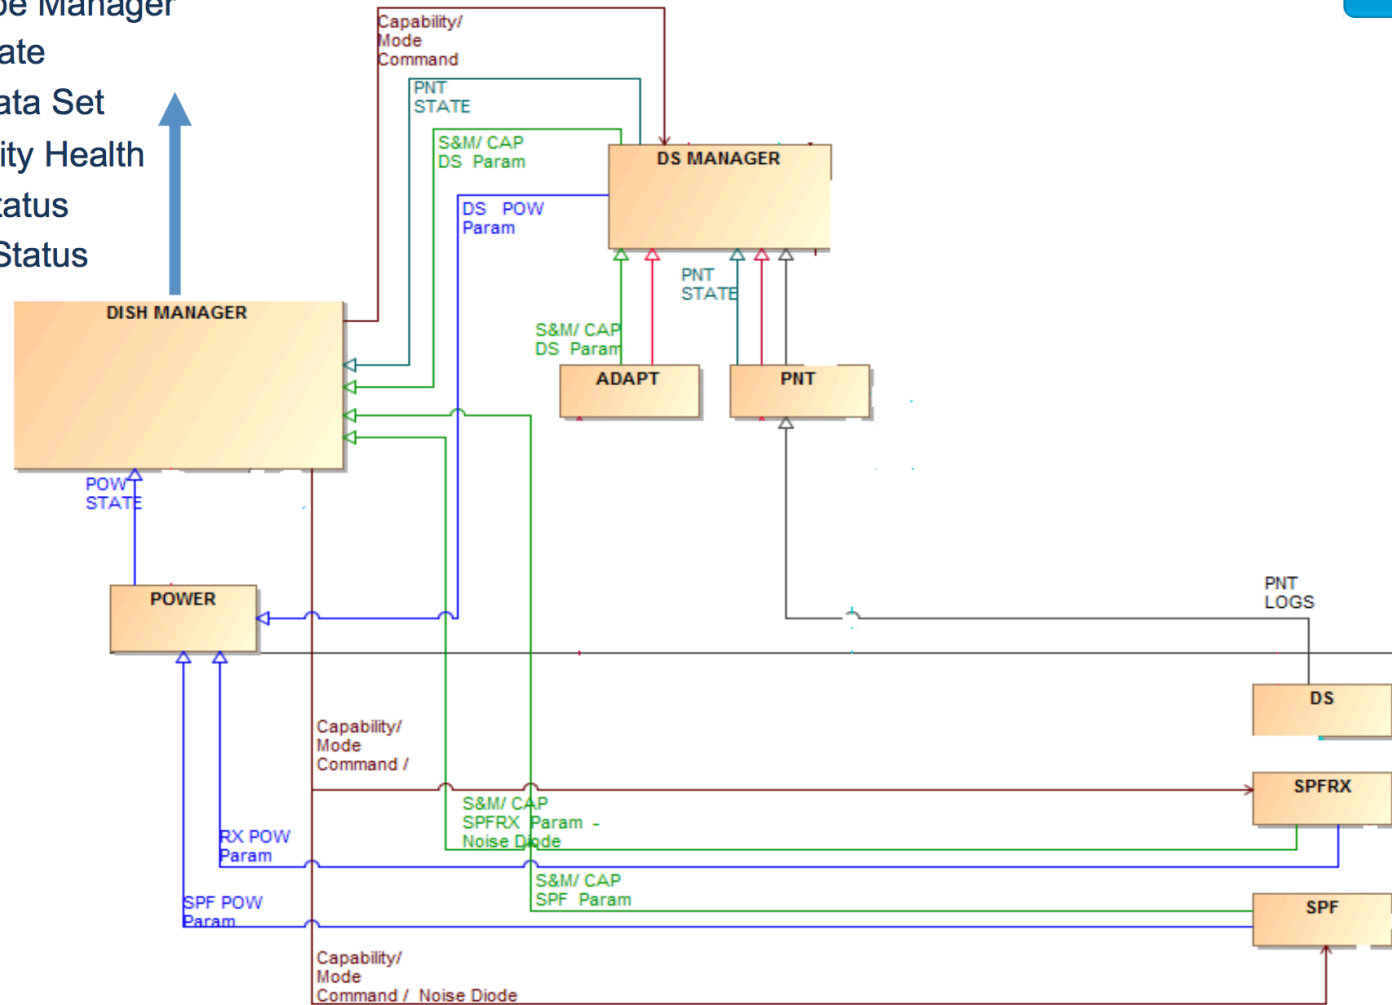 be Manager
ate
ata Set
ity Health
tatus
Status
Capability/
Mode
Command
PNT
STATE
S&M/ CAP
DS Param
DS POW
Param
DS MANAGER
PNT
STATE
S&M/ CAP
DS Param
ADAPT
PNT
DISH MANAGER
POW
STATE
POWER
PNT
LOGS
DS
Capability/
Mode
Command /
SPFRX
S&M/ CAP
SPFRX Param -
Noise Diode
RX POW
Param
S&M/ CAP
SPF Param
SPF POW
Param
SPF
Capability/
Mode
Command / Noise Diode